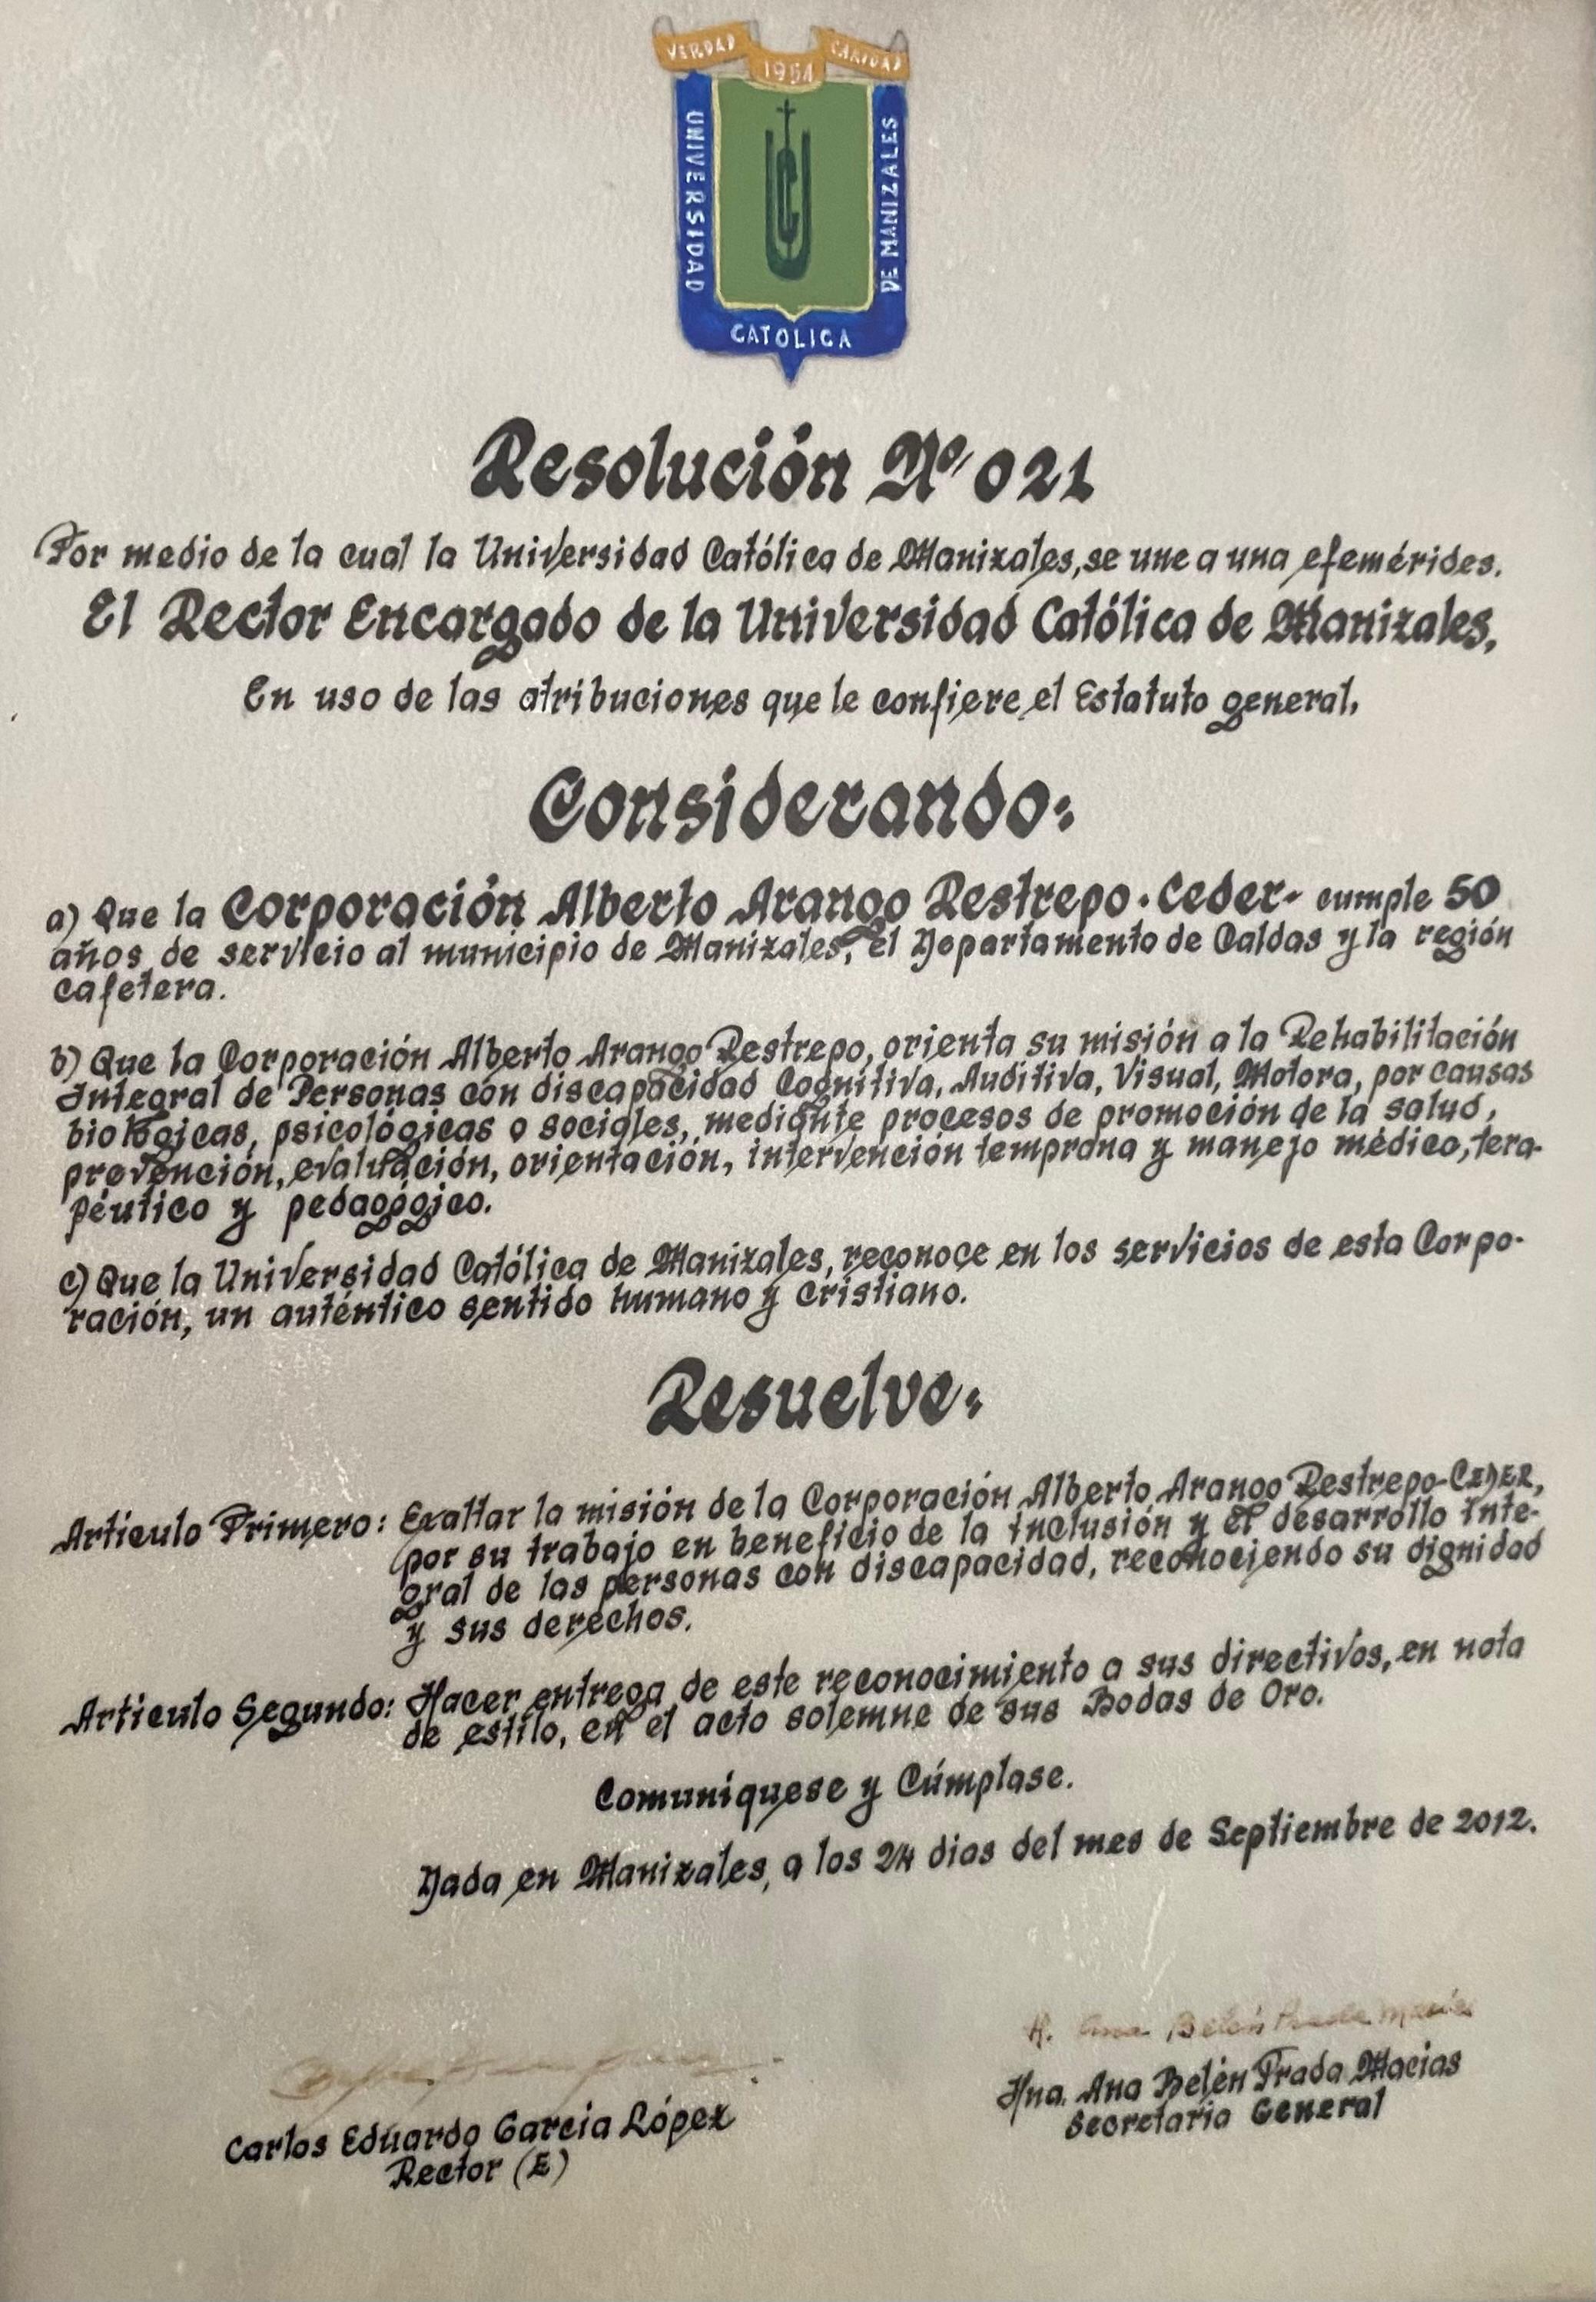 VERDAD 1954 CARIDAD
UNIVERSIDAD
CATOLICA
DE MANIZALES
Resolución Nº 021
Por medio de la cual la Universidad Católica de Manizales, se une a una efemérides.
El Rector Encargado de la Universidad Católica de Manizales,
En uso de las atribuciones que le confiere el Estatuto general.
Considerando:
a) Que la Corporación Alberto Arango Restrepo - Ceder - cumple 50
años de servicio al municipio de Manizales, el Departamento de Caldas y la región
cafetera.
b) Que la Corporación Alberto Arango Restrepo, orienta su misión a la Rehabilitación
Integral de Personas con discapacidad Cognitiva, Auditiva, Visual, Motora, por causas
biológicas, psicológicas o sociales, mediante procesos de promoción de la salud,
prevención, evaluación, orientación, intervención temprana y manejo médico, tera-
péutico y pedagógico.
c) Que la Universidad Católica de Manizales, reconoce en los servicios de esta Corpo-
ración, un auténtico sentido humano y cristiano.
Resuelve:
Articulo Primero: Exaltar la misión de la Corporación Alberto Arango Restrepo - CEDER,
por su trabajo en beneficio de la inclusión y el desarrollo inte-
gral de las personas con discapacidad, reconociendo su dignidad
y sus derechos.
Articulo Segundo: Hacer entrega de este reconocimiento a sus directivos, en nota
de estilo, en el acto solemne de sus Bodas de Oro.
Comuniquese y Cúmplase.
Dada en Manizales, a los 24 dias del mes de Septiembre de 2012.
H. Ana Belén Prada Macías
Carlos Eduardo Garcia López
Rector (E)
Hna. Ana Belén Prada Macias
Secretaria General